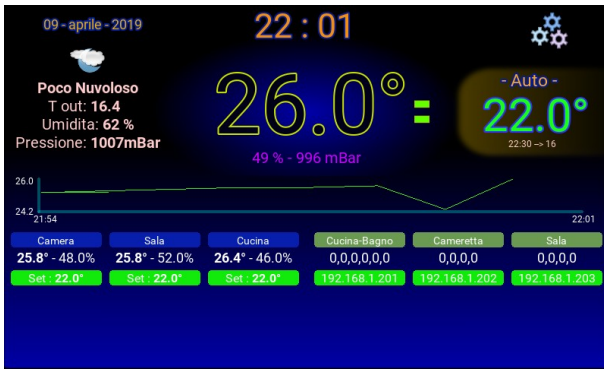 09 - aprile - 2019
22 : 01
Poco Nuvoloso
T out: 16.4
Umidita: 62 %
Pressione: 1007mBar
26.0°
=
49 % - 996 mBar
- Auto -
22.0°
22:30 --> 16
26.0
24.2
21:54
22:01
Camera Sala Cucina Cucina-Bagno Cameretta Sala
25.8° - 48.0% 25.8° - 52.0% 26.4° - 46.0% 0,0,0,0,0,0 0,0,0,0 0,0,0,0
Set : 22.0° Set : 22.0° Set : 22.0° 192.168.1.201 192.168.1.202 192.168.1.203